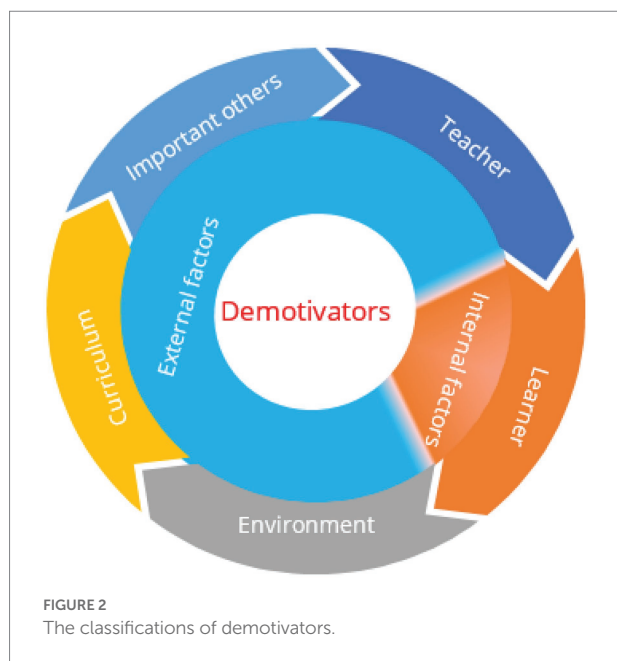 Important others
Teacher
External factors
Demotivators
Internal factors
Curriculum
Learner
Environment
FIGURE 2
The classifications of demotivators.